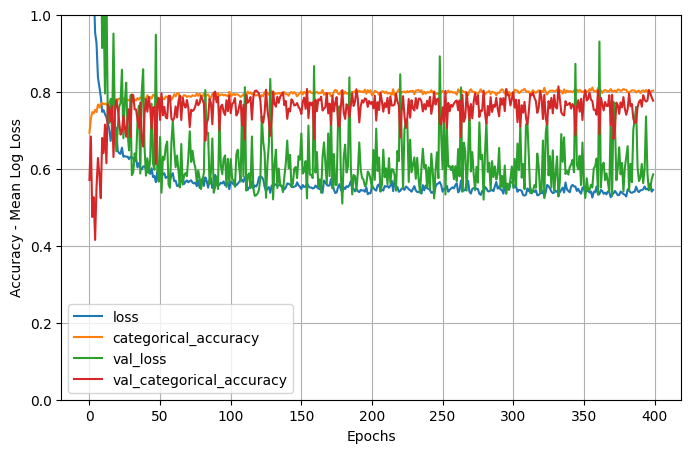 1.0
0.8
0.6
0.4
0.2
0.0
Accuracy - Mean Log Loss
loss
categorical_accuracy
val_loss
val_categorical_accuracy
0 50 100 150 200 250 300 350 400
Epochs